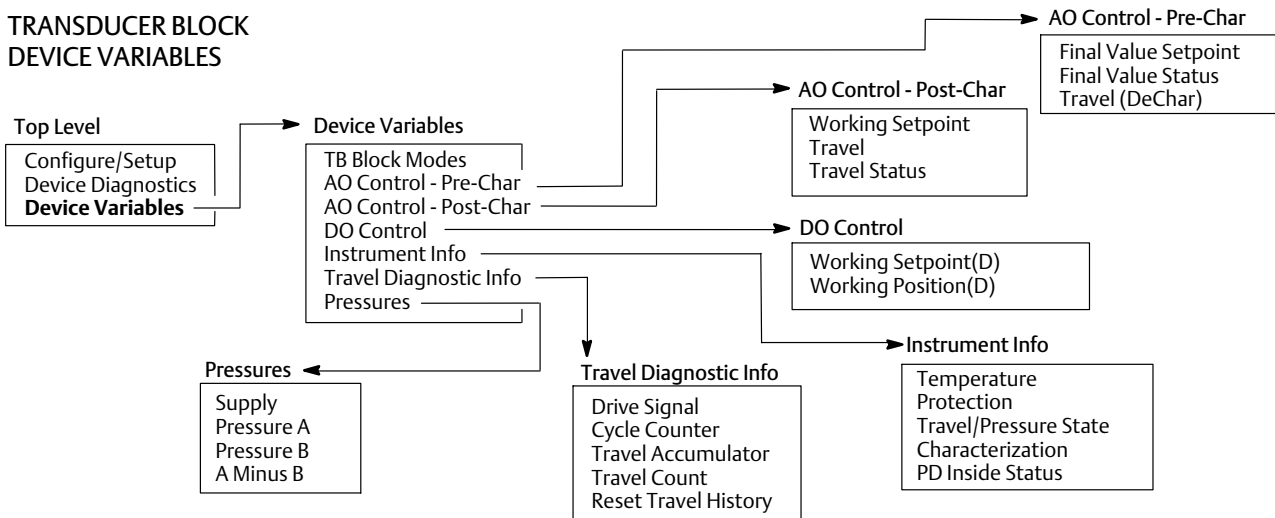 TRANSDUCER BLOCK
DEVICE VARIABLES
Top Level
Configure/Setup
Device Diagnostics
Device Variables
Device Variables
TB Block Modes
AO Control - Pre-Char
AO Control - Post-Char
DO Control
Instrument Info
Travel Diagnostic Info
Pressures
AO Control - Pre-Char
Final Value Setpoint
Final Value Status
Travel (DeChar)
AO Control - Post-Char
Working Setpoint
Travel
Travel Status
DO Control
Working Setpoint(D)
Working Position(D)
Instrument Info
Temperature
Protection
Travel/Pressure State
Characterization
PD Inside Status
Travel Diagnostic Info
Drive Signal
Cycle Counter
Travel Accumulator
Travel Count
Reset Travel History
Pressures
Supply
Pressure A
Pressure B
A Minus B